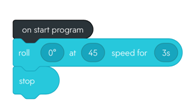 on start program
roll 0° at 45 speed for 3s
stop